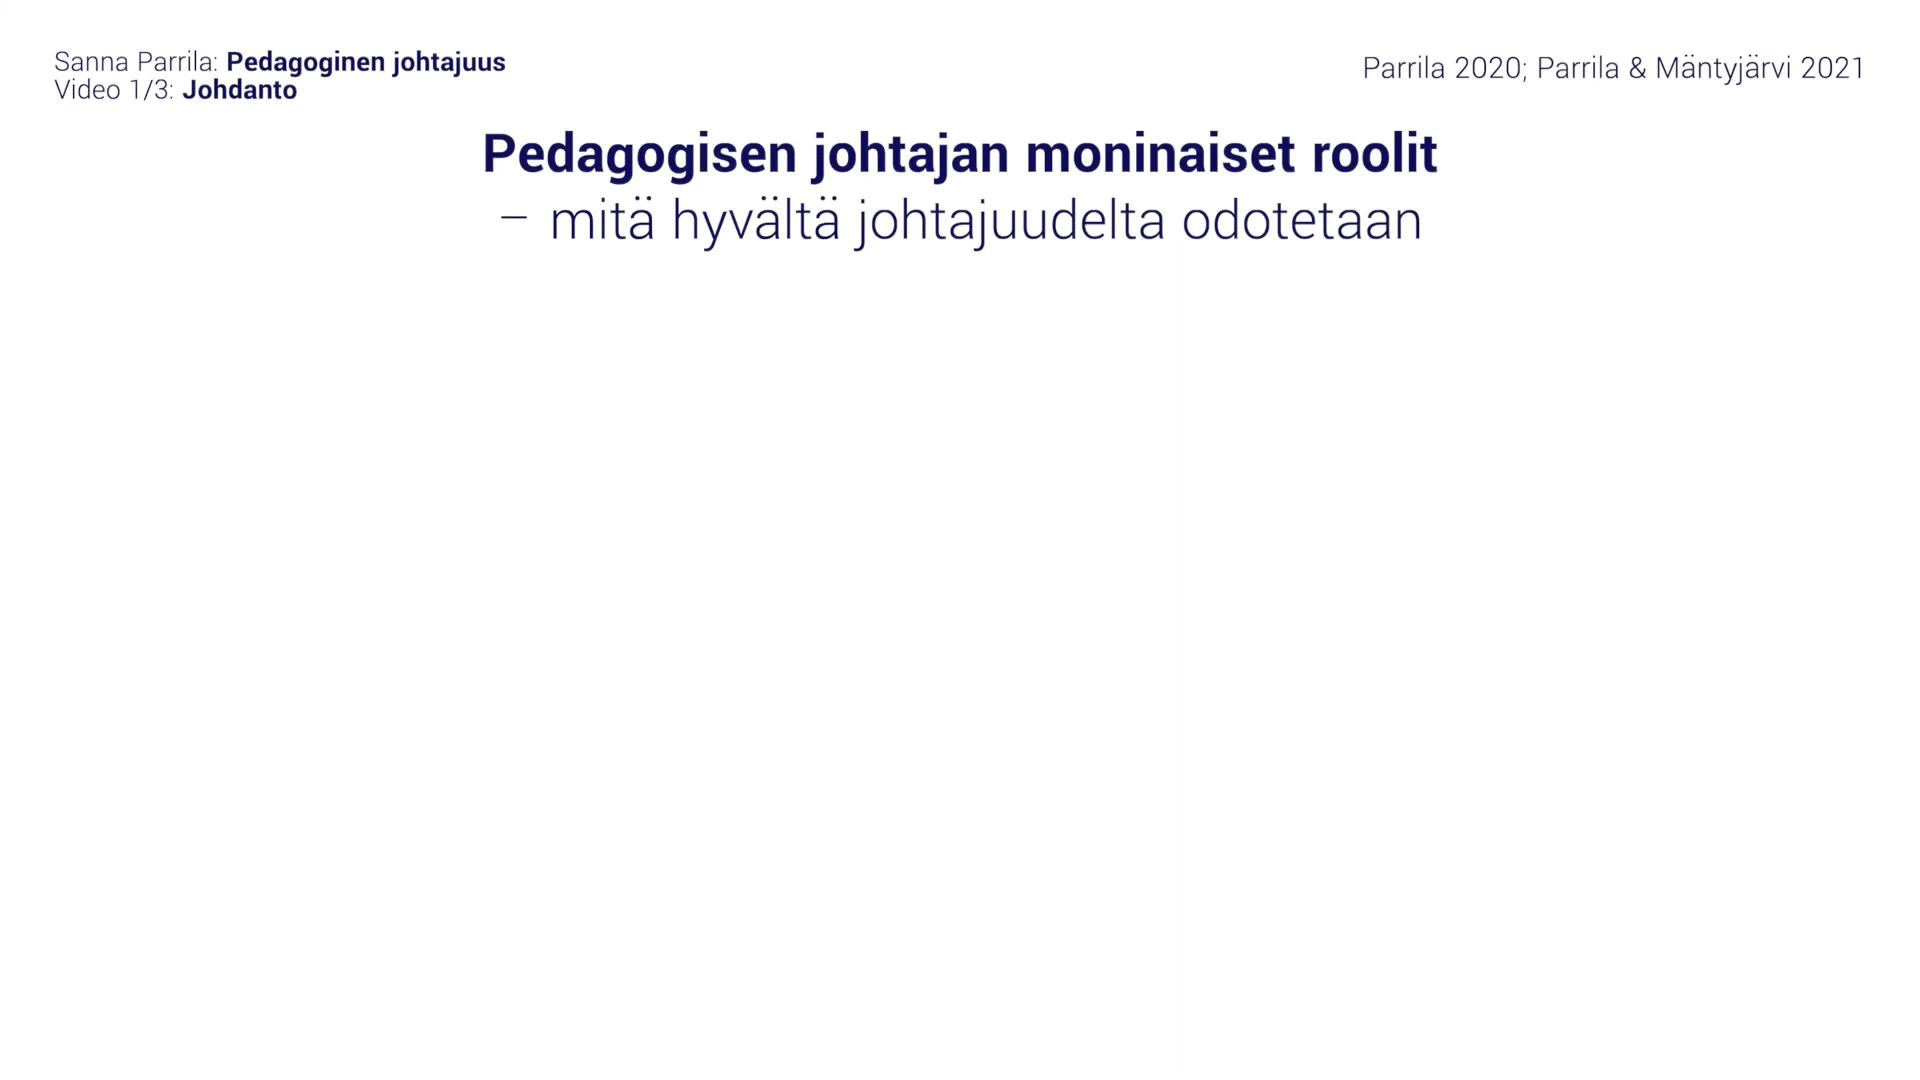 Sanna Parrila: Pedagoginen johtajuus
Video 1/3: Johdanto
Parrila 2020; Parrila & Mäntyjärvi 2021
Pedagogisen johtajan moninaiset roolit
– mitä hyvältä johtajuudelta odotetaan